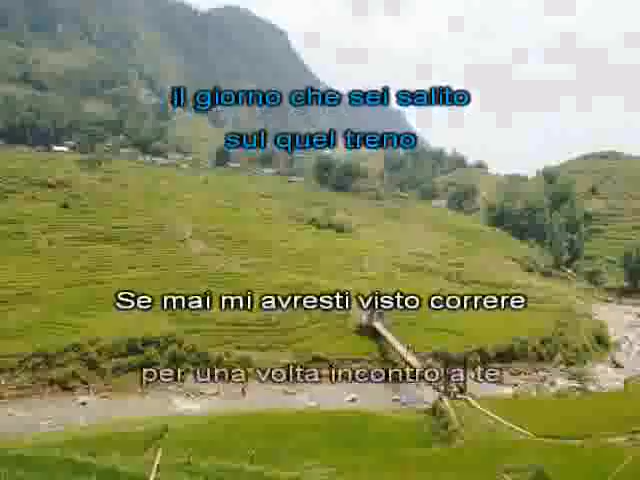 il giorno che sei salito
sul quel treno
Se mai mi avresti visto correre
per una volta incontro a te